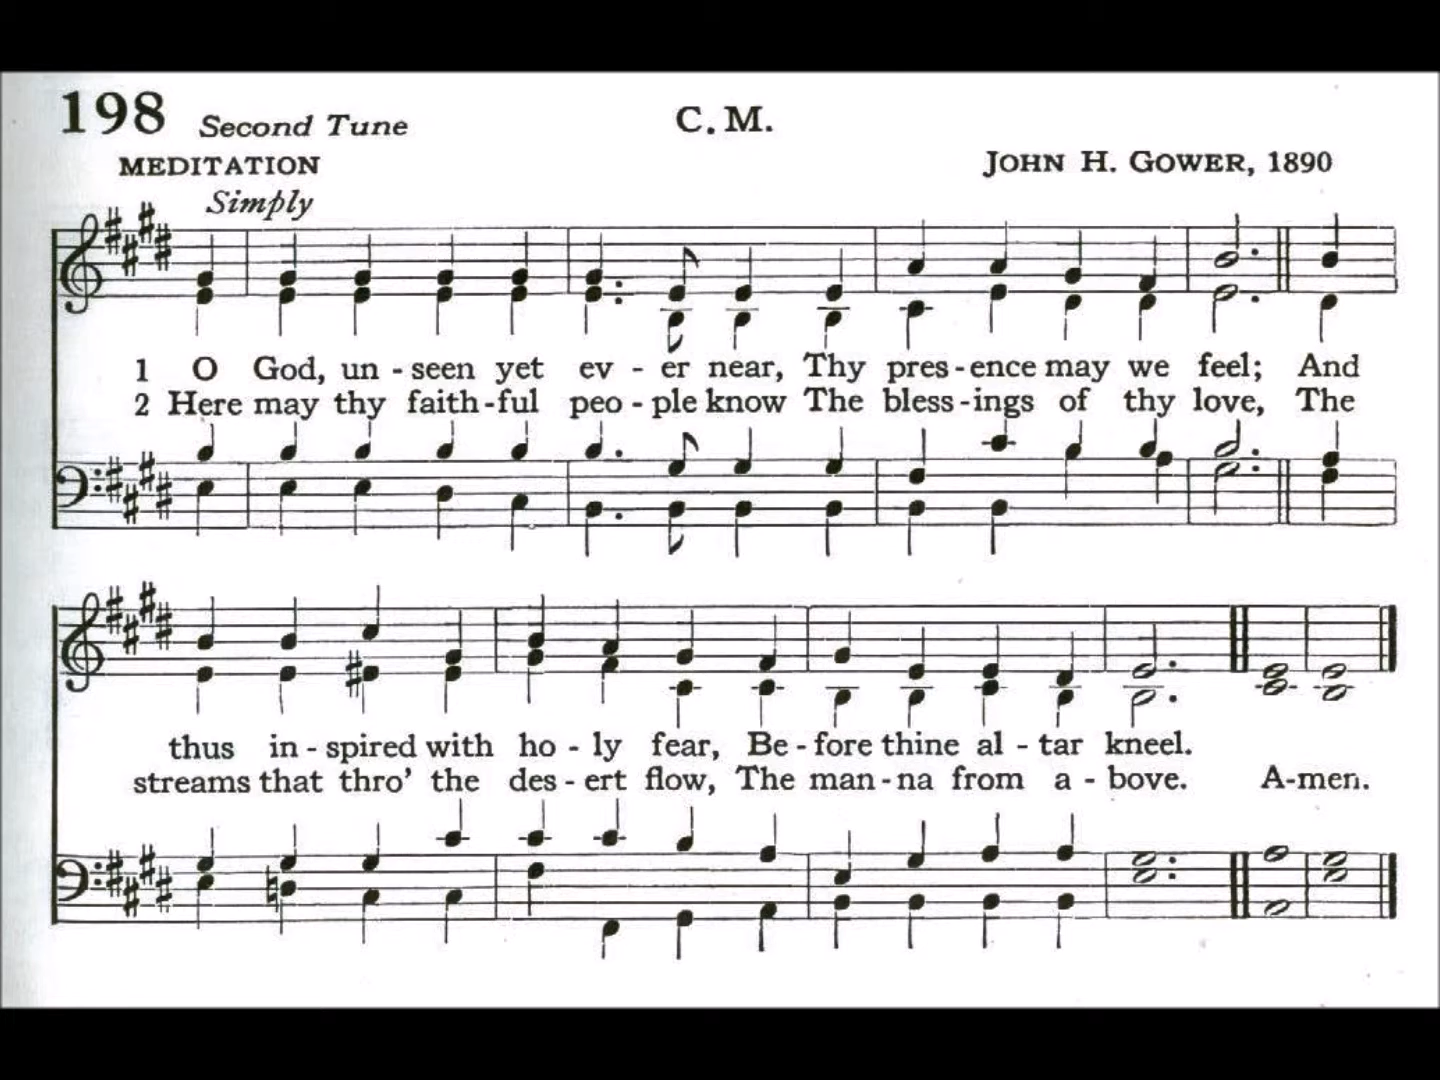 198 Second Tune C. M.
MEDITATION JOHN H. GOWER, 1890
Simply
1 O God, un - seen yet ev - er near, Thy pres - ence may we feel; And
2 Here may thy faith - ful peo - ple know The bless - ings of thy love, The
thus in - spired with ho - ly fear, Be - fore thine al - tar kneel.
streams that thro' the des - ert flow, The man - na from a - bove. A-men.